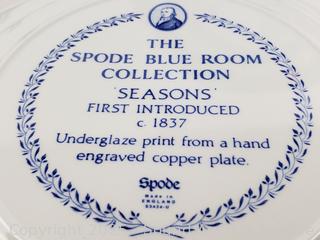 Spode
THE
SPODE BLUE ROOM
COLLECTION
'SEASONS'
FIRST INTRODUCED
c. 1837
Underglaze print from a hand
engraved copper plate.
Spode
MADE IN
ENGLAND